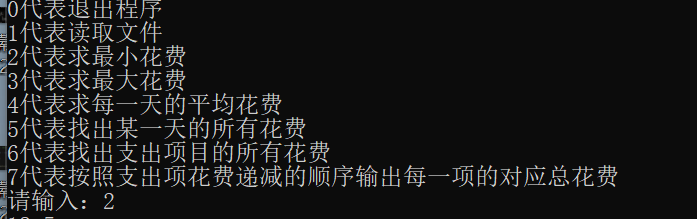 0代表退出程序
1代表读取文件
2代表求最小花费
3代表求最大花费
4代表求每一天的平均花费
5代表找出某一天的所有花费
6代表找出支出项目的所有花费
7代表按照支出项花费递减的顺序输出每一项的对应总花费
请输入：2